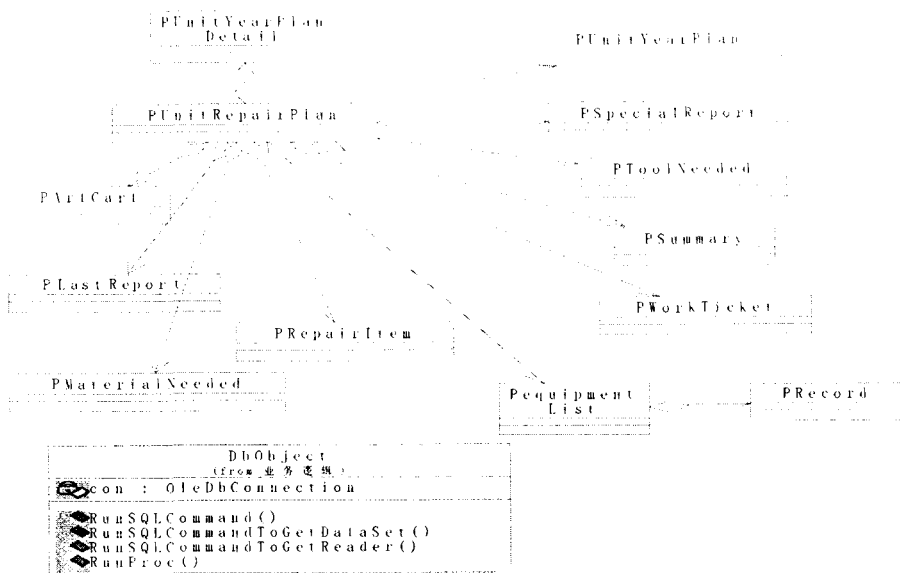 PUnitYearPlan
Detail
PUnitYearPlan
PUnitRepairPlan
PSpecialReport
PToolNeeded
PArtCart
PSummary
PLastReport
PWorkTicket
PRepairItem
PMaterialNeeded
Pequipment
List
PRecord
DbObject
(from 业务逻辑)
con : OleDbConnection
RunSQLCommand()
RunSQLCommandToGetDataSet()
RunSQLCommandToGetReader()
RunProc()